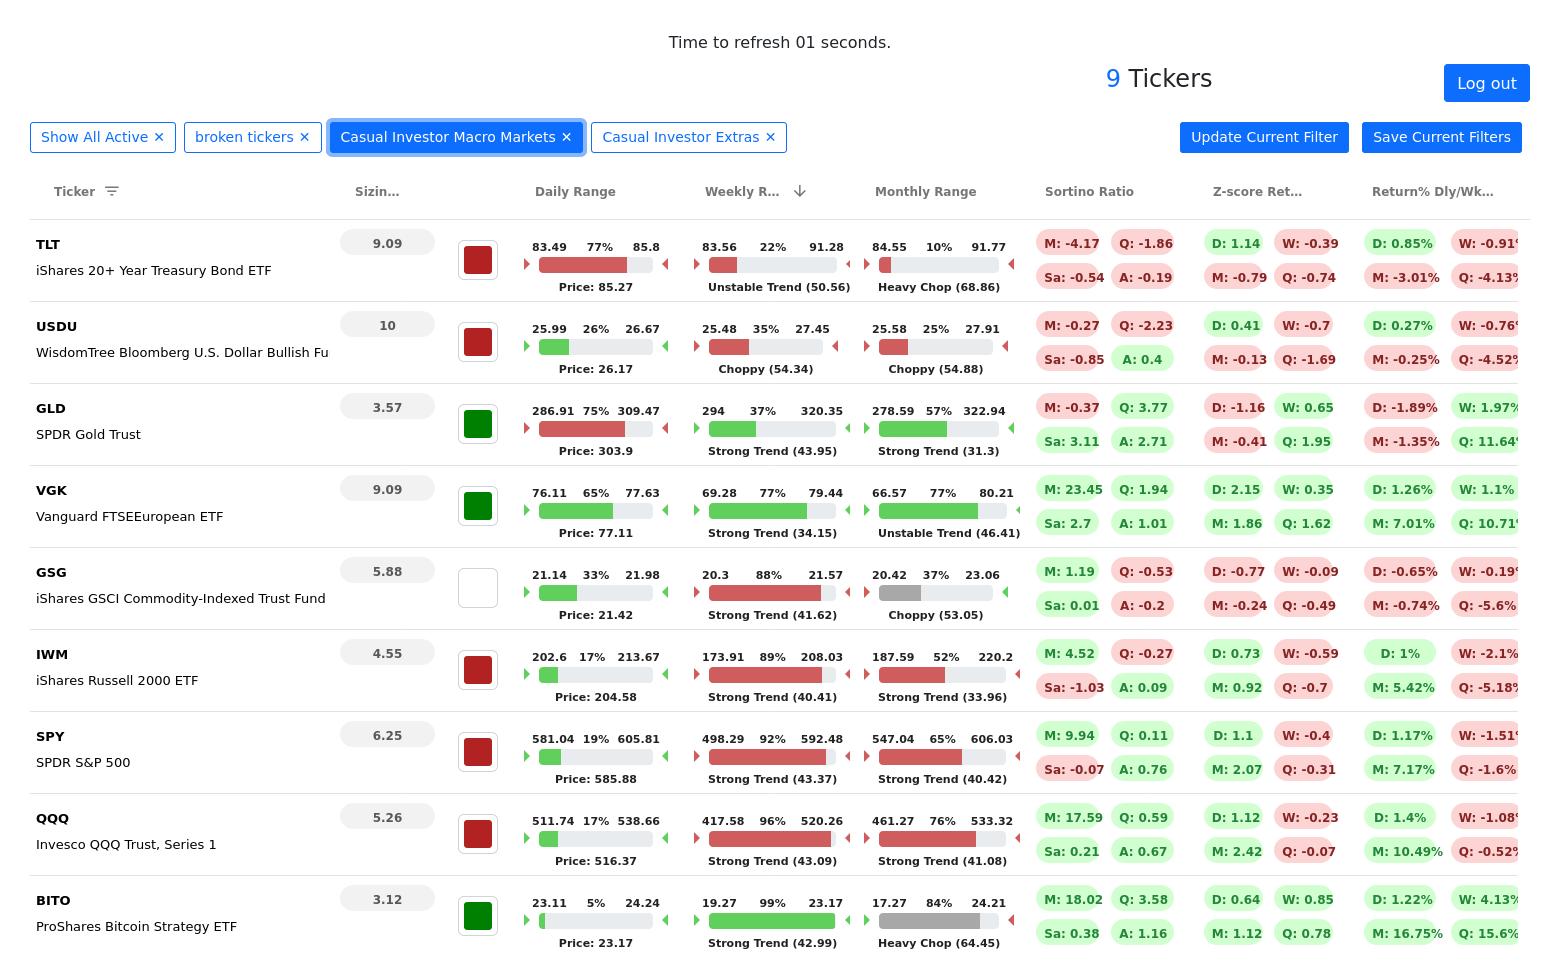 Time to refresh 01 seconds.
9 Tickers
Log out
Show All Active ✕ broken tickers ✕ Casual Investor Macro Markets ✕ Casual Investor Extras ✕ Update Current Filter Save Current Filters
Ticker Sizin... Daily Range Weekly R... Monthly Range Sortino Ratio Z-score Ret... Return% Dly/Wk...
TLT 9.09
83.49 77% 85.8 83.56 22% 91.28 84.55 10% 91.77 M: -4.17 Q: -1.86 D: 1.14 W: -0.39 D: 0.85% W: -0.91%
iShares 20+ Year Treasury Bond ETF
Price: 85.27 Unstable Trend (50.56) Heavy Chop (68.86) Sa: -0.54 A: -0.19 M: -0.79 Q: -0.74 M: -3.01% Q: -4.13%
USDU 10
25.99 26% 26.67 25.48 35% 27.45 25.58 25% 27.91 M: -0.27 Q: -2.23 D: 0.41 W: -0.7 D: 0.27% W: -0.76%
WisdomTree Bloomberg U.S. Dollar Bullish Fu
Price: 26.17 Choppy (54.34) Choppy (54.88) Sa: -0.85 A: 0.4 M: -0.13 Q: -1.69 M: -0.25% Q: -4.52%
GLD 3.57
286.91 75% 309.47 294 37% 320.35 278.59 57% 322.94 M: -0.37 Q: 3.77 D: -1.16 W: 0.65 D: -1.89% W: 1.97%
SPDR Gold Trust
Price: 303.9 Strong Trend (43.95) Strong Trend (31.3) Sa: 3.11 A: 2.71 M: -0.41 Q: 1.95 M: -1.35% Q: 11.64%
VGK 9.09
76.11 65% 77.63 69.28 77% 79.44 66.57 77% 80.21 M: 23.45 Q: 1.94 D: 2.15 W: 0.35 D: 1.26% W: 1.1%
Vanguard FTSEEuropean ETF
Price: 77.11 Strong Trend (34.15) Unstable Trend (46.41) Sa: 2.7 A: 1.01 M: 1.86 Q: 1.62 M: 7.01% Q: 10.71%
GSG 5.88
21.14 33% 21.98 20.3 88% 21.57 20.42 37% 23.06 M: 1.19 Q: -0.53 D: -0.77 W: -0.09 D: -0.65% W: -0.19%
iShares GSCI Commodity-Indexed Trust Fund
Price: 21.42 Strong Trend (41.62) Choppy (53.05) Sa: 0.01 A: -0.2 M: -0.24 Q: -0.49 M: -0.74% Q: -5.6%
IWM 4.55
202.6 17% 213.67 173.91 89% 208.03 187.59 52% 220.2 M: 4.52 Q: -0.27 D: 0.73 W: -0.59 D: 1% W: -2.1%
iShares Russell 2000 ETF
Price: 204.58 Strong Trend (40.41) Strong Trend (33.96) Sa: -1.03 A: 0.09 M: 0.92 Q: -0.7 M: 5.42% Q: -5.18%
SPY 6.25
581.04 19% 605.81 498.29 92% 592.48 547.04 65% 606.03 M: 9.94 Q: 0.11 D: 1.1 W: -0.4 D: 1.17% W: -1.51%
SPDR S&P 500
Price: 585.88 Strong Trend (43.37) Strong Trend (40.42) Sa: -0.07 A: 0.76 M: 2.07 Q: -0.31 M: 7.17% Q: -1.6%
QQQ 5.26
511.74 17% 538.66 417.58 96% 520.26 461.27 76% 533.32 M: 17.59 Q: 0.59 D: 1.12 W: -0.23 D: 1.4% W: -1.08%
Invesco QQQ Trust, Series 1
Price: 516.37 Strong Trend (43.09) Strong Trend (41.08) Sa: 0.21 A: 0.67 M: 2.42 Q: -0.07 M: 10.49% Q: -0.52%
BITO 3.12
23.11 5% 24.24 19.27 99% 23.17 17.27 84% 24.21 M: 18.02 Q: 3.58 D: 0.64 W: 0.85 D: 1.22% W: 4.13%
ProShares Bitcoin Strategy ETF
Price: 23.17 Strong Trend (42.99) Heavy Chop (64.45) Sa: 0.38 A: 1.16 M: 1.12 Q: 0.78 M: 16.75% Q: 15.6%